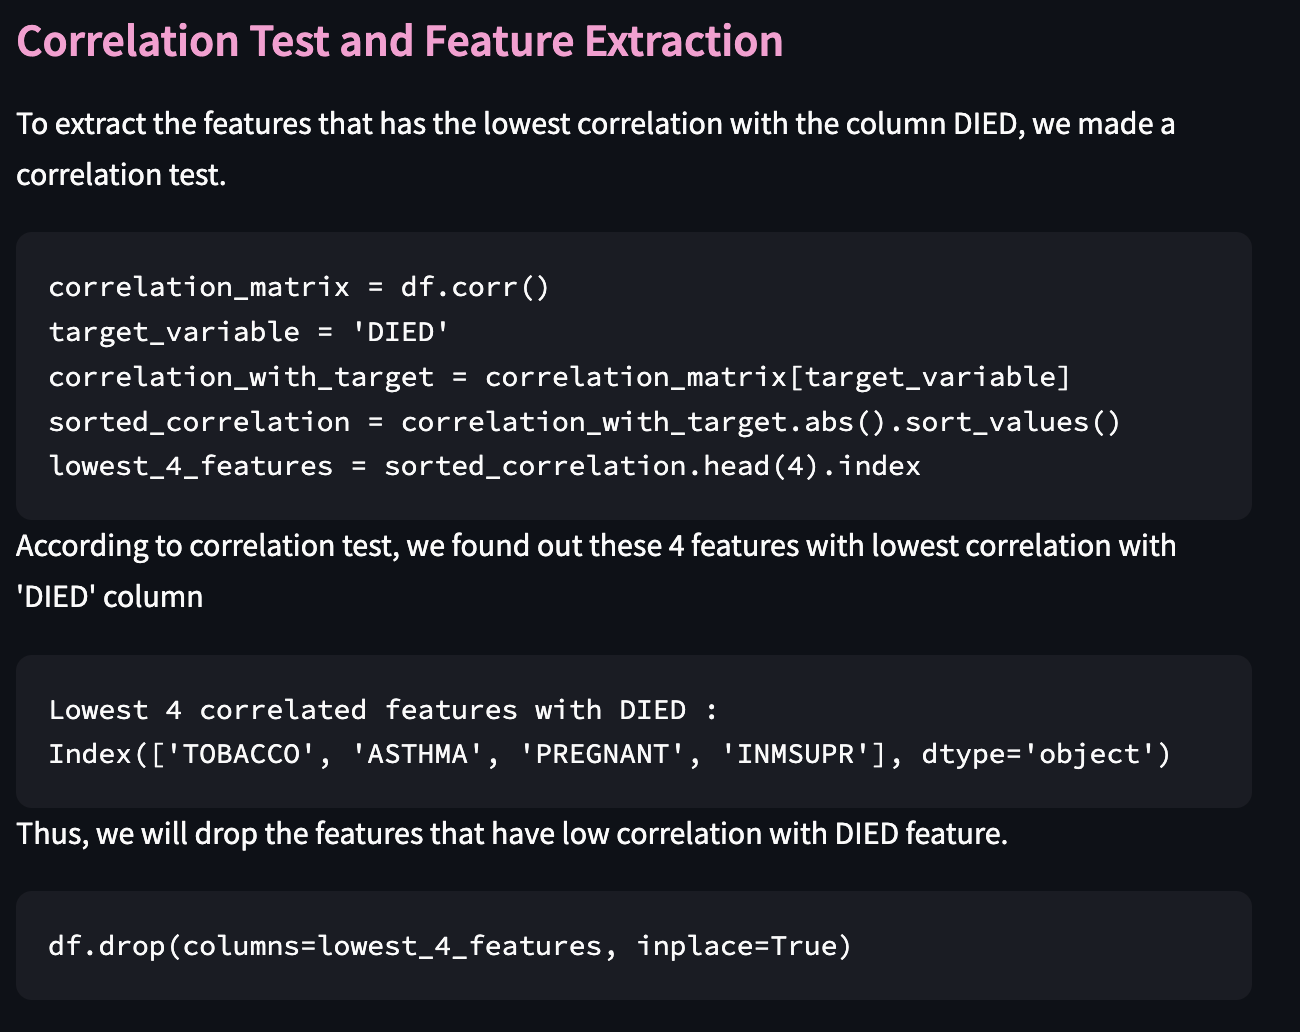 Correlation Test and Feature Extraction
To extract the features that has the lowest correlation with the column DIED, we made a
correlation test.
correlation_matrix = df.corr()
target_variable = 'DIED'
correlation_with_target = correlation_matrix[target_variable]
sorted_correlation = correlation_with_target.abs().sort_values()
lowest_4_features = sorted_correlation.head(4).index
According to correlation test, we found out these 4 features with lowest correlation with
'DIED' column
Lowest 4 correlated features with DIED :
Index(['TOBACCO', 'ASTHMA', 'PREGNANT', 'INMSUPR'], dtype='object')
Thus, we will drop the features that have low correlation with DIED feature.
df.drop(columns=lowest_4_features, inplace=True)